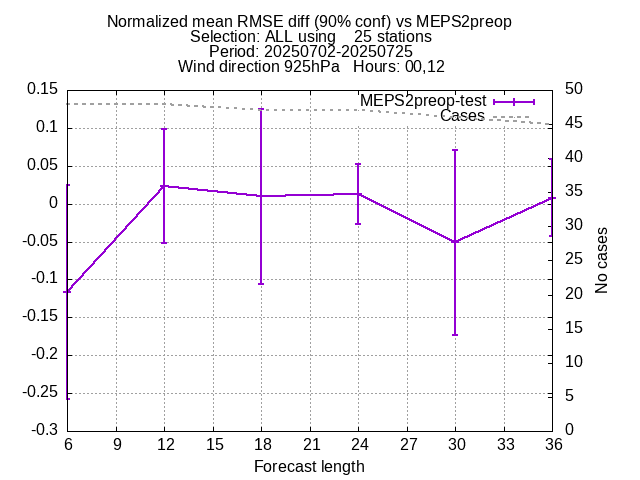 Normalized mean RMSE diff (90% conf) vs MEPS2preop
Selection: ALL using    25 stations
Period: 20250702-20250725
Wind direction 925hPa   Hours: 00,12
MEPS2preop-test
Cases
0.15
0.1
0.05
0
-0.05
-0.1
-0.15
-0.2
-0.25
-0.3
50
45
40
35
30
25
20
15
10
5
0
No cases
6 9 12 15 18 21 24 27 30 33 36
Forecast length